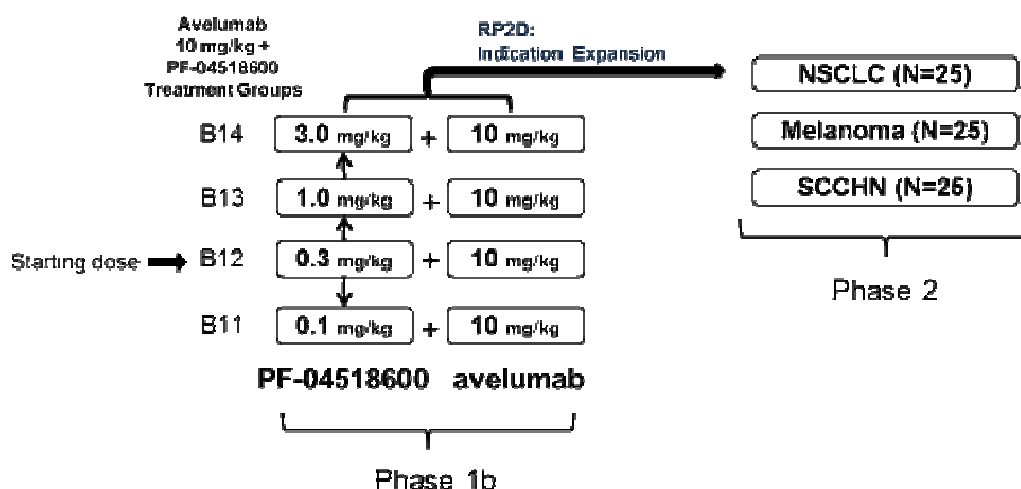 Avelumab
10 mg/kg +
PF-04518600
Treatment Groups
RP2D:
Indication Expansion
B14 3.0 mg/kg + 10 mg/kg
B13 1.0 mg/kg + 10 mg/kg
Starting dose B12 0.3 mg/kg + 10 mg/kg
B11 0.1 mg/kg + 10 mg/kg
PF-04518600 avelumab
Phase 1b
NSCLC (N=25)
Melanoma (N=25)
SCCHN (N=25)
Phase 2